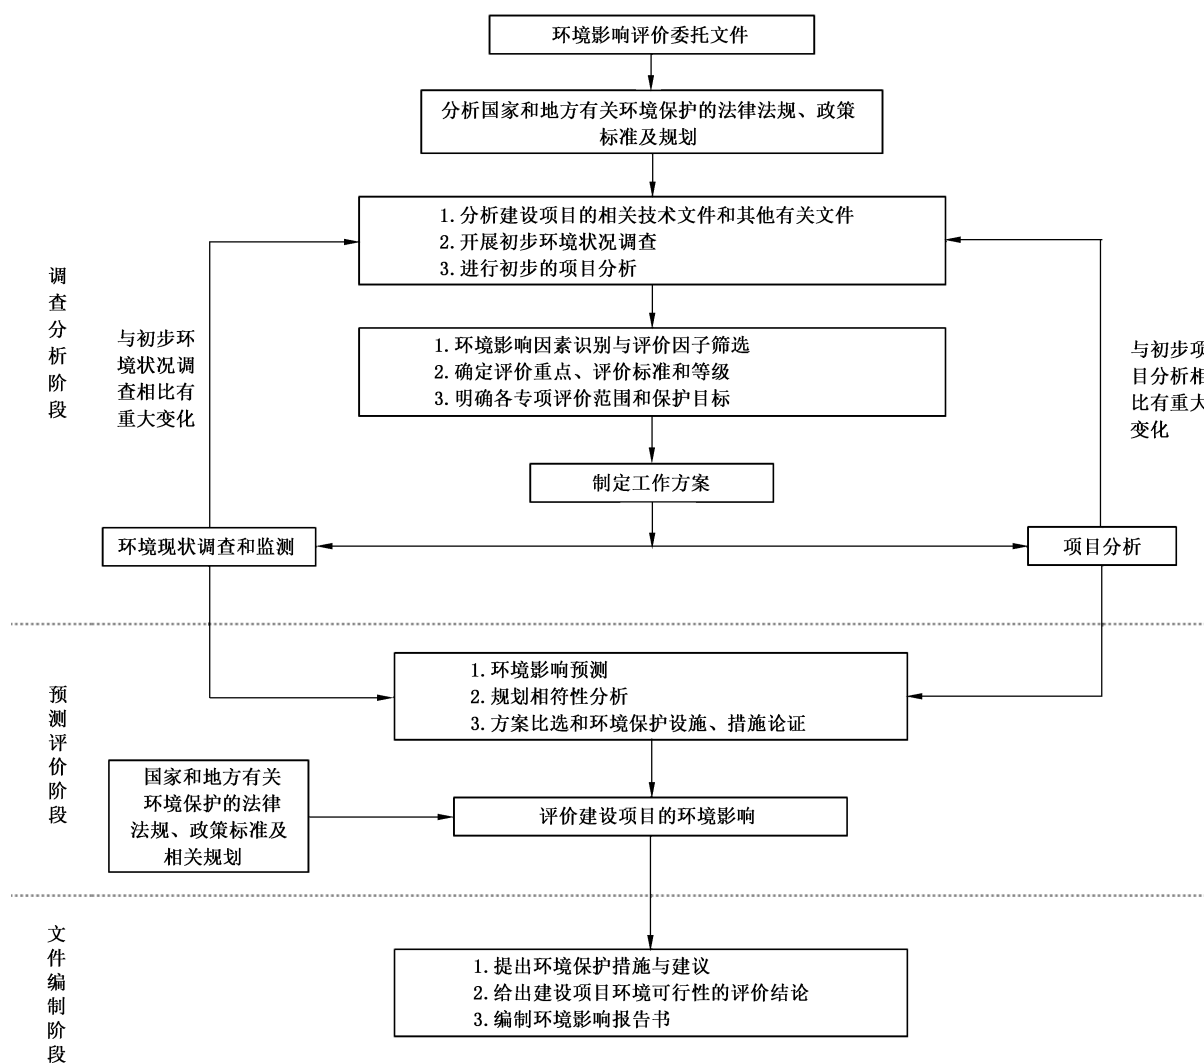 环境影响评价委托文件
分析国家和地方有关环境保护的法律法规、政策
标准及规划
1.分析建设项目的相关技术文件和其他有关文件
2.开展初步环境状况调查
3.进行初步的项目分析
调查分析阶段
与初步环
境状况调
查相比有
重大变化
1.环境影响因素识别与评价因子筛选
2.确定评价重点、评价标准和等级
3.明确各专项评价范围和保护目标
与初步项
目分析相
比有重大
变化
制定工作方案
环境现状调查和监测
项目分析
预测评价阶段
1.环境影响预测
2.规划相符性分析
3.方案比选和环境保护设施、措施论证
国家和地方有关
环境保护的法律
法规、政策标准及
相关规划
评价建设项目的环境影响
文件编制阶段
1.提出环境保护措施与建议
2.给出建设项目环境可行性的评价结论
3.编制环境影响报告书